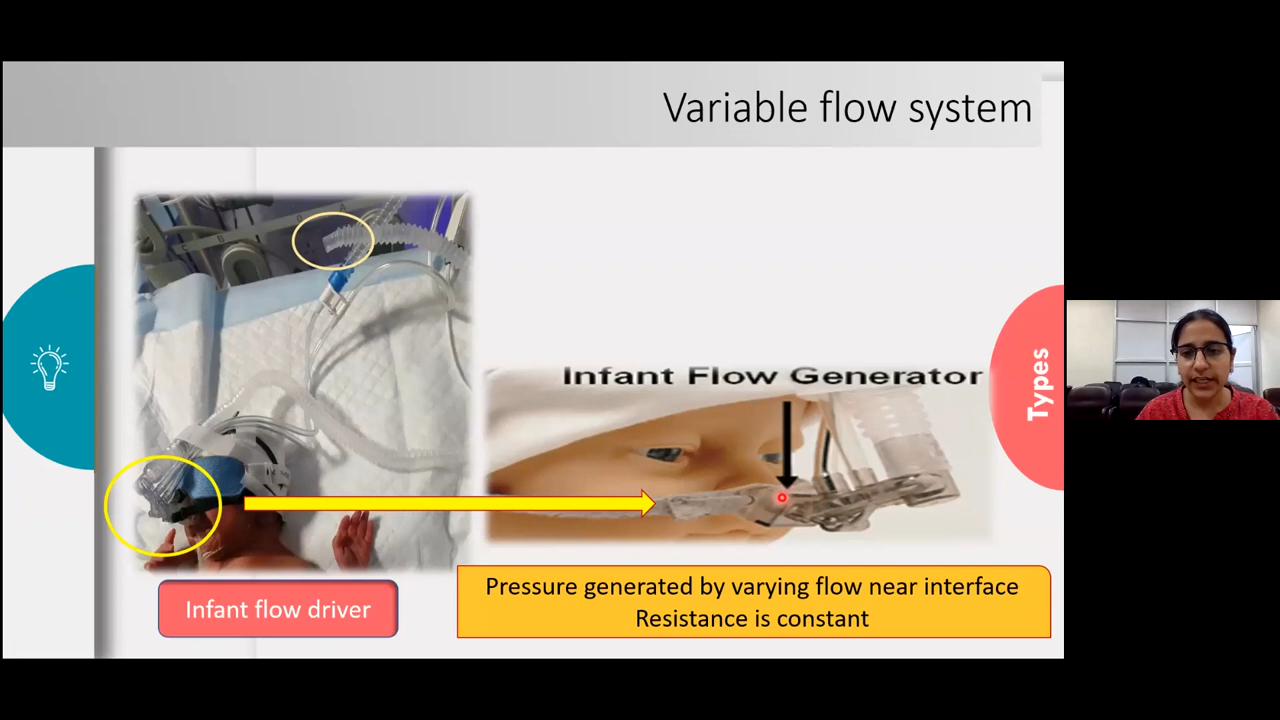 Variable flow system
Infant Flow Generator
Types
Infant flow driver
Pressure generated by varying flow near interface
Resistance is constant